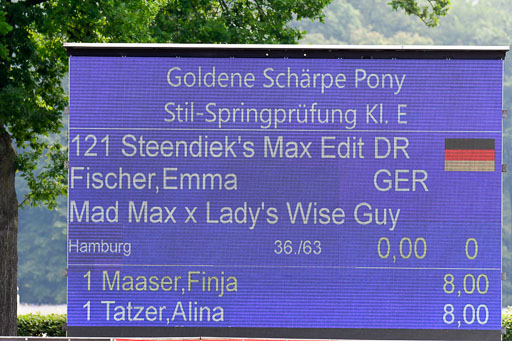 Goldene Schärpe Pony
Stil-Springprüfung Kl. E
121 Steendiek's Max Edit DR
Fischer,Emma GER
Mad Max x Lady's Wise Guy
Hamburg 36./63 0,00 0
1 Maaser,Finja 8,00
1 Tatzer,Alina 8,00